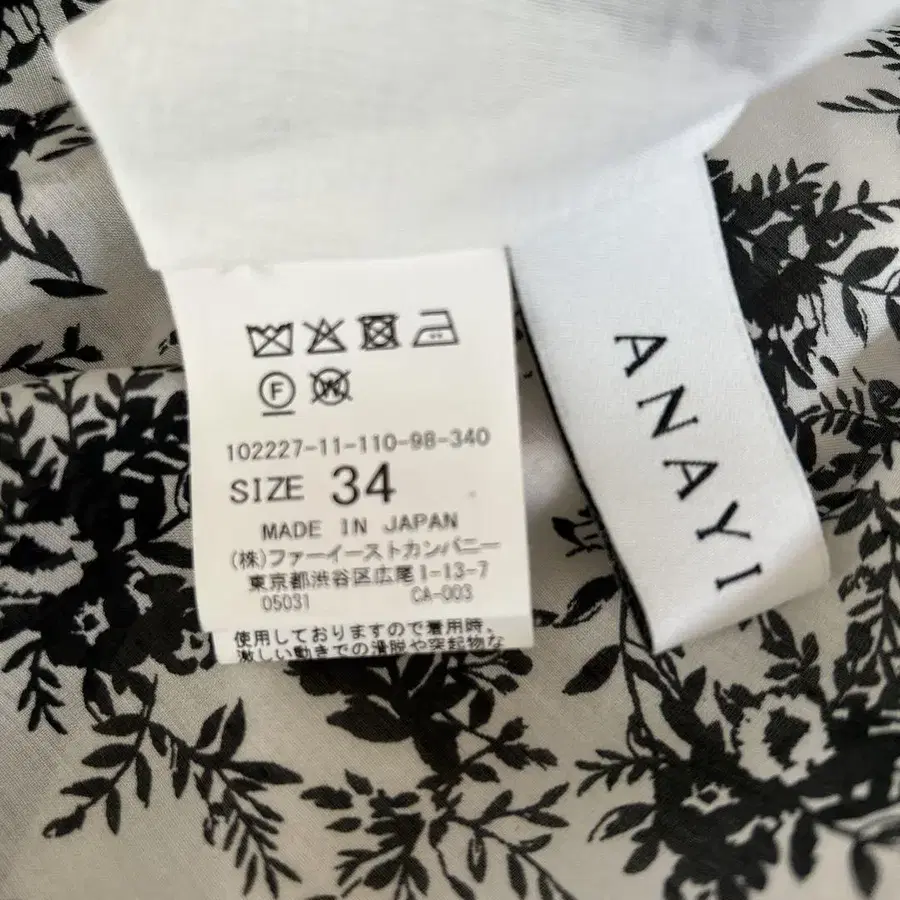 F W
102227-11-110-98-340
SIZE 34
MADE IN JAPAN
(株)ファーイーストカンパニー
東京都渋谷区広尾1-13-7
05031 CA-003
使用しておりますので着用時、
激しい動きでの滑脱や突起物な
ANAYI